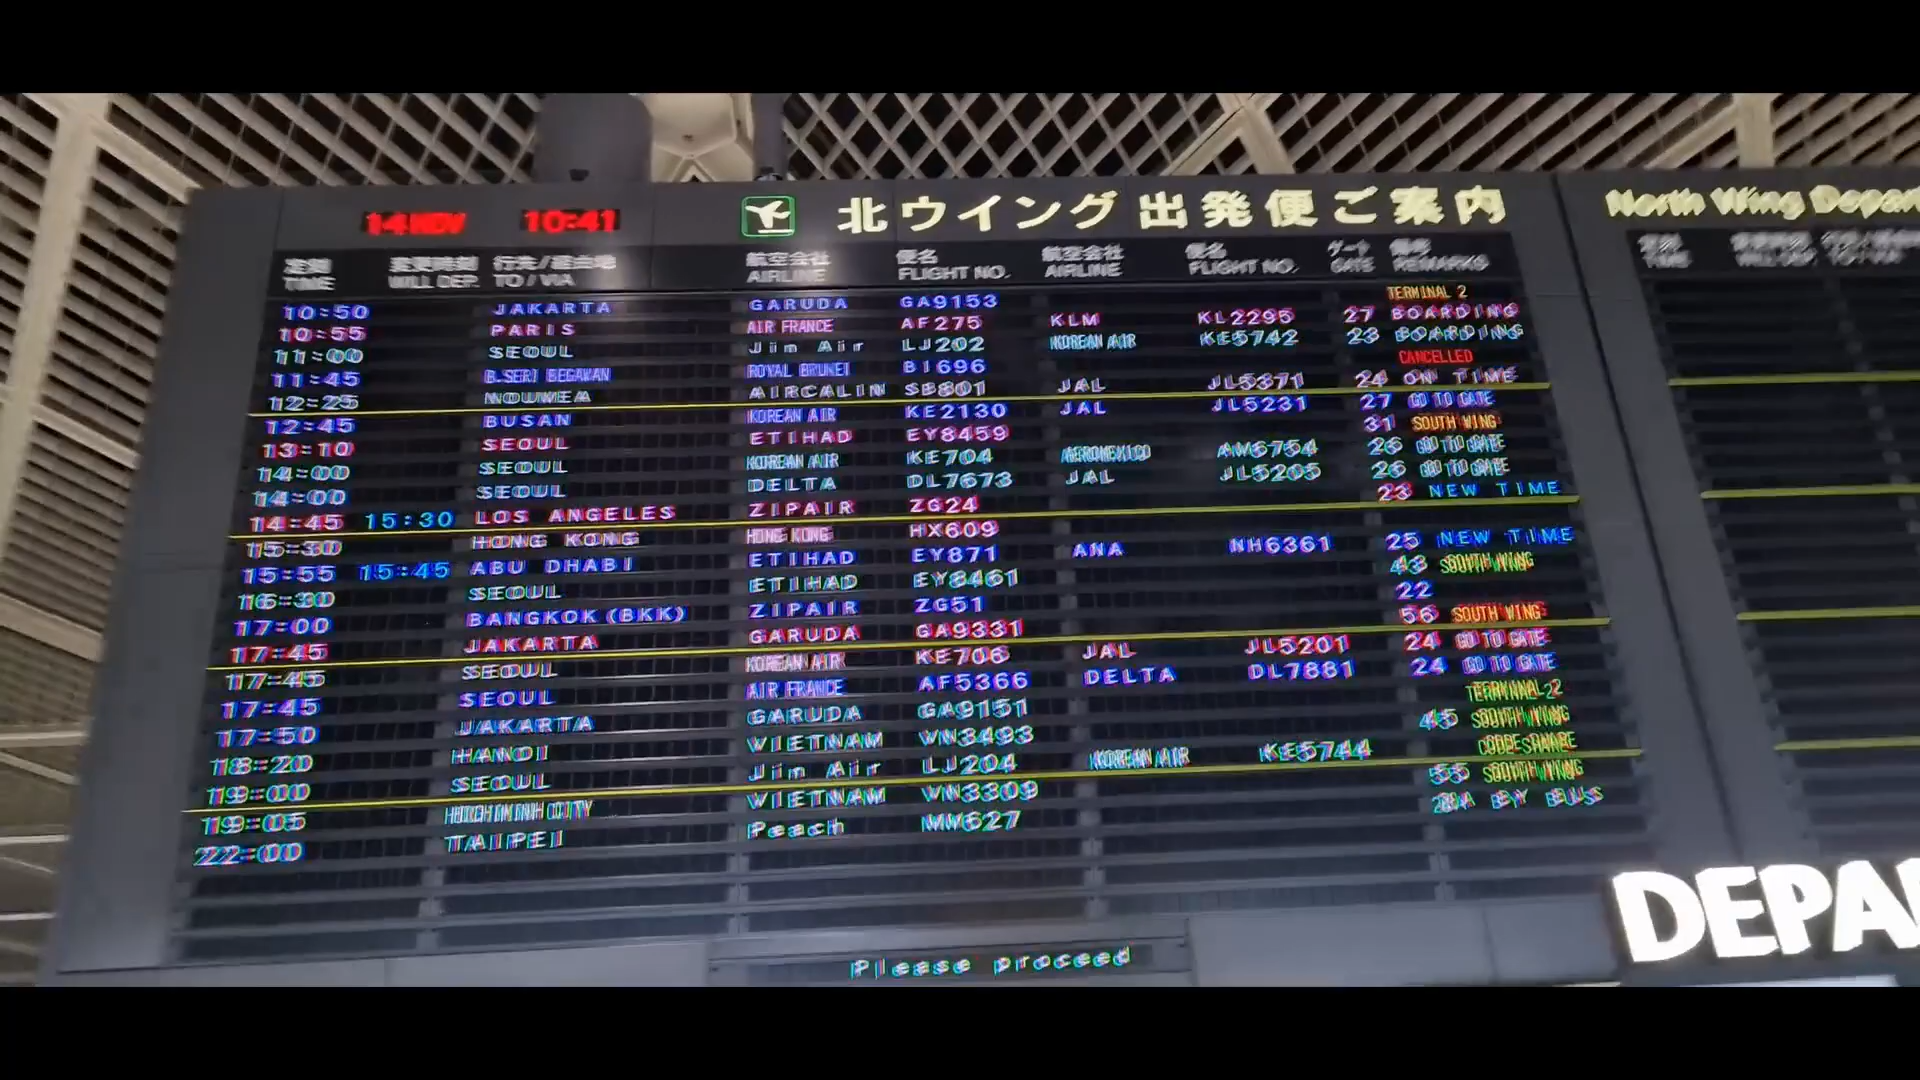 14 NOV 10:41 北ウイング 出発便ご案内
North Wing Depar
定刻 変更時刻 行先/経由地 航空会社 便名 航空会社 便名 ゲート 備考
TIME WILL DEP. TO / VIA AIRLINE FLIGHT NO. AIRLINE FLIGHT NO. GATE REMARKS
10:50 JAKARTA GARUDA GA9153 TERMINAL 2
10:55 PARIS AIR FRANCE AF275 KLM KL2295 27 BOARDING
11:00 SEOUL Jin Air LJ202 KOREAN AIR KE5742 23 BOARDING
11:45 B.SERI BEGAWAN ROYAL BRUNEI BI696 CANCELLED
12:25 NOUMEA AIRCALIN SB801 JAL JL5371 24 ON TIME
12:45 BUSAN KOREAN AIR KE2130 JAL JL5231 27 GO TO GATE
13:10 SEOUL ETIHAD EY8459 31 SOUTH WING
14:00 SEOUL KOREAN AIR KE704 AEROMEXICO AM6754 26 GO TO GATE
14:00 SEOUL DELTA DL7673 JAL JL5205 26 GO TO GATE
14:45 15:30 LOS ANGELES ZIPAIR ZG24 23 NEW TIME
15:30 HONG KONG HONG KONG HX609
15:55 15:45 ABU DHABI ETIHAD EY871 ANA NH6361 25 NEW TIME
16:30 SEOUL ETIHAD EY8461 43 SOUTH WING
17:00 BANGKOK (BKK) ZIPAIR ZG51 22
17:45 JAKARTA GARUDA GA9331 56 SOUTH WING
17:45 SEOUL KOREAN AIR KE706 JAL JL5201 24 GO TO GATE
17:45 SEOUL AIR FRANCE AF5366 DELTA DL7881 24 GO TO GATE
17:50 JAKARTA GARUDA GA9151 TERMINAL 2
18:20 HANOI VIETNAM VN3493 45 SOUTH WING
19:00 SEOUL Jin Air LJ204 KOREAN AIR KE5744 CODESHARE
19:05 HOCHIMINH CITY VIETNAM VN3309 55 SOUTH WING
22:00 TAIPEI Peach MM627 28A BY BUS
Please proceed
DEPA